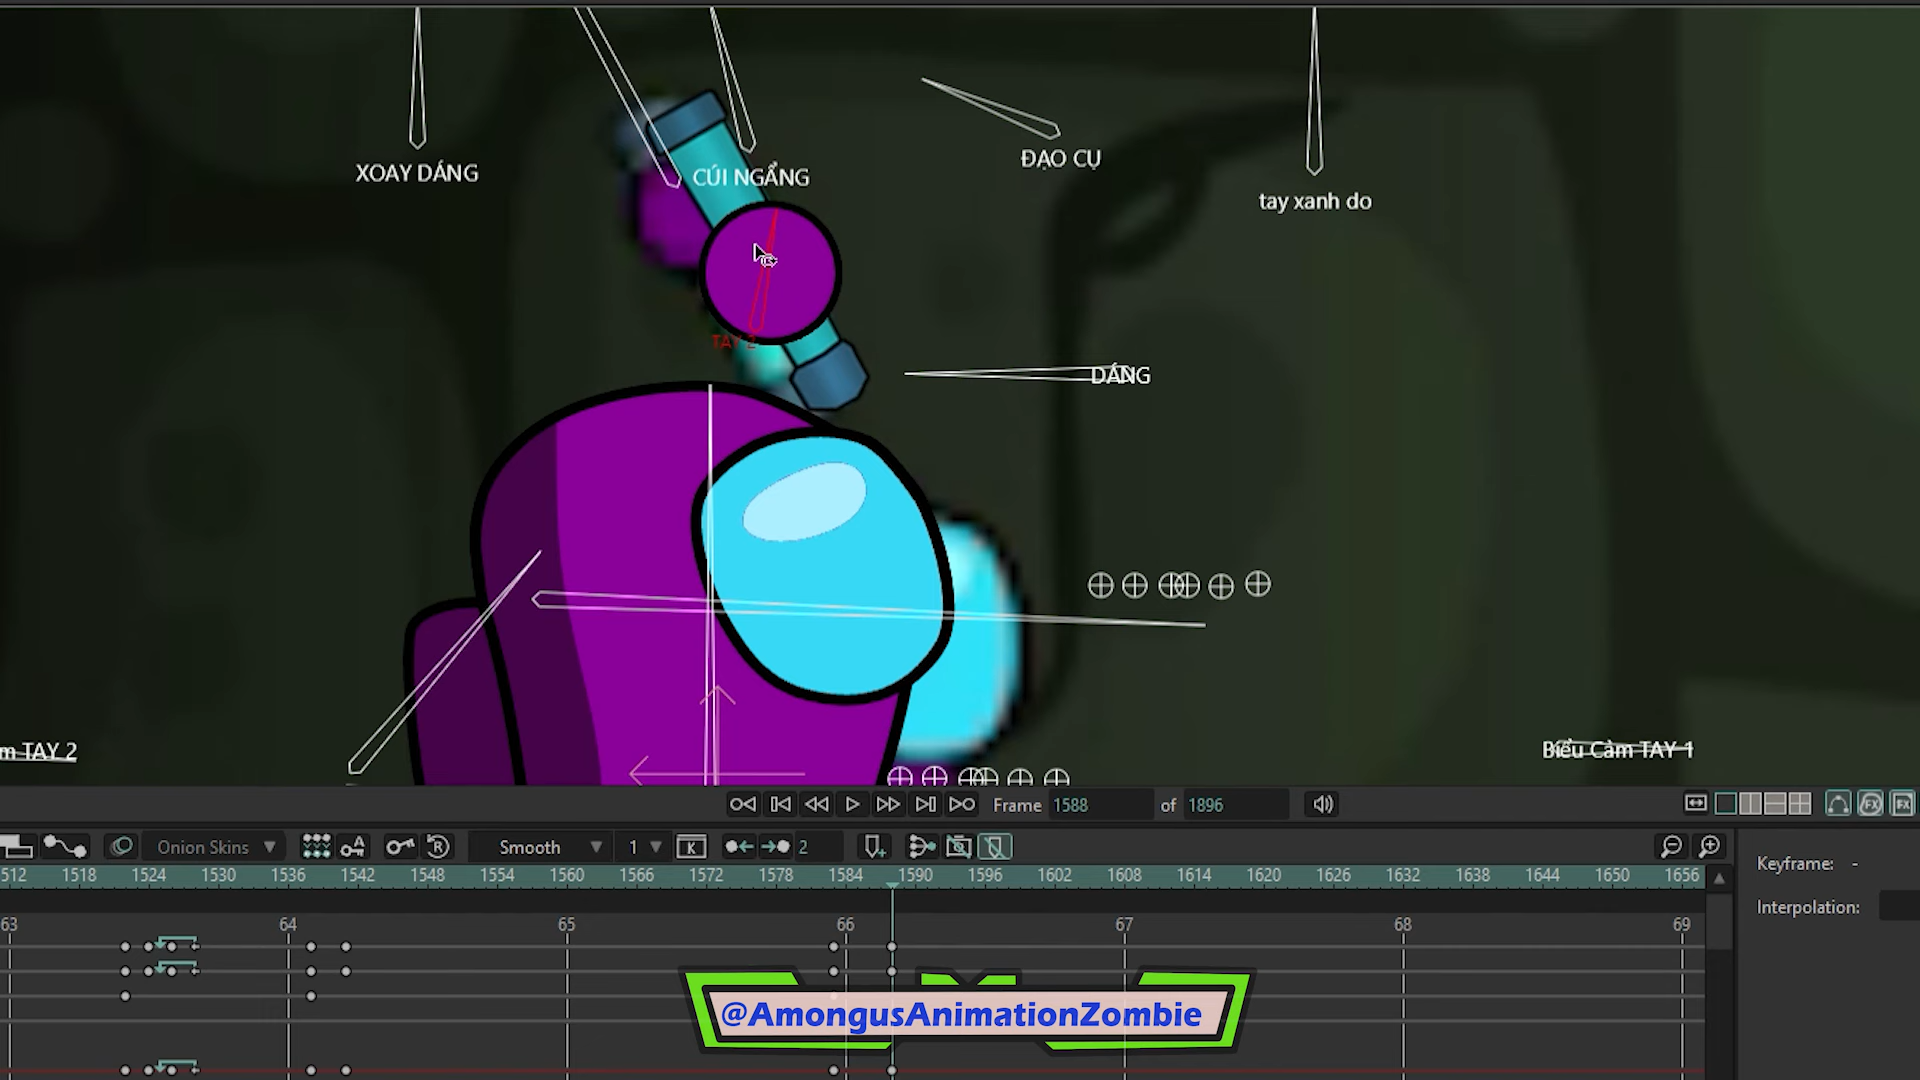 XOAY DÁNG
CÚI NGẨNG
ĐẠO CỤ
tay xanh do
TAY 2
DÁNG
m TAY 2
Biểu Cảm TAY 1
Frame 1588 of 1896
Onion Skins
Smooth
1
K
2
Keyframe: -
Interpolation:
512 1518 1524 1530 1536 1542 1548 1554 1560 1566 1572 1578 1584 1590 1596 1602 1608 1614 1620 1626 1632 1638 1644 1650 1656
63 64 65 66 67 68 69
@AmongusAnimationZombie